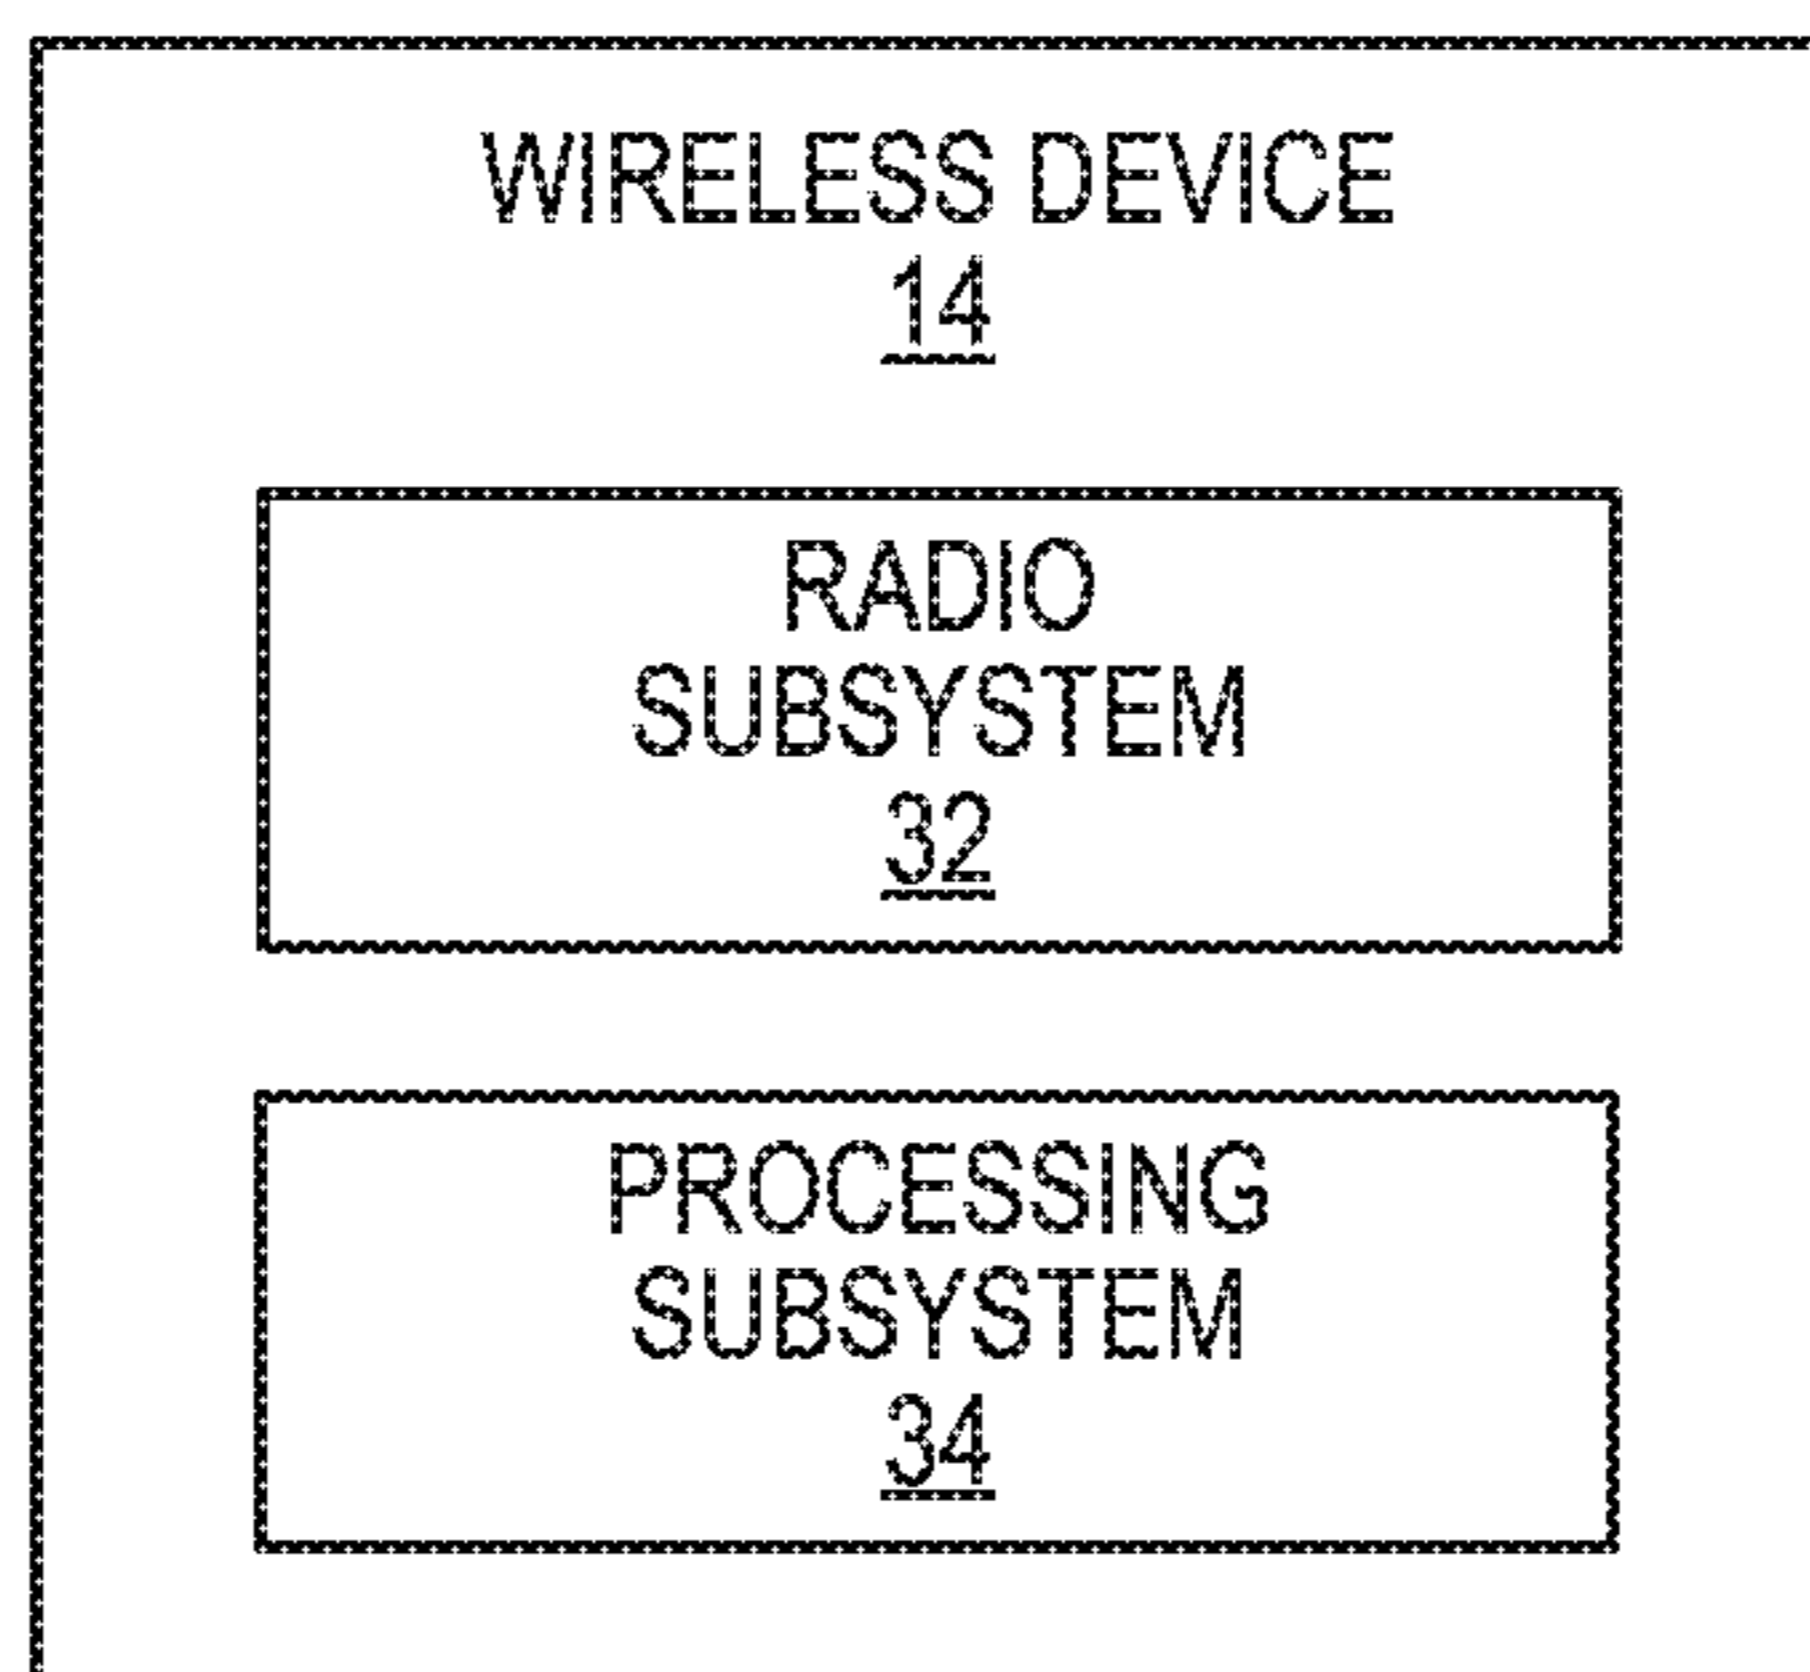 WIRELESS DEVICE
14
RADIO
SUBSYSTEM
32
PROCESSING
SUBSYSTEM
34